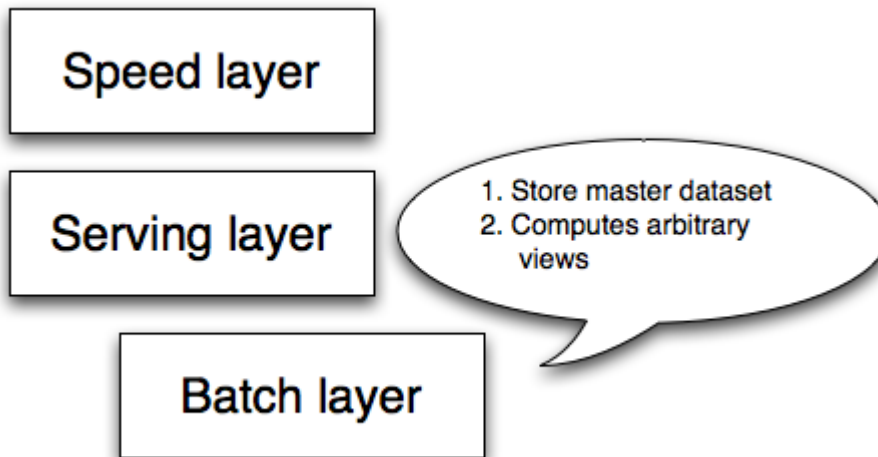 Speed layer
Serving layer
1. Store master dataset
2. Computes arbitrary
views
Batch layer